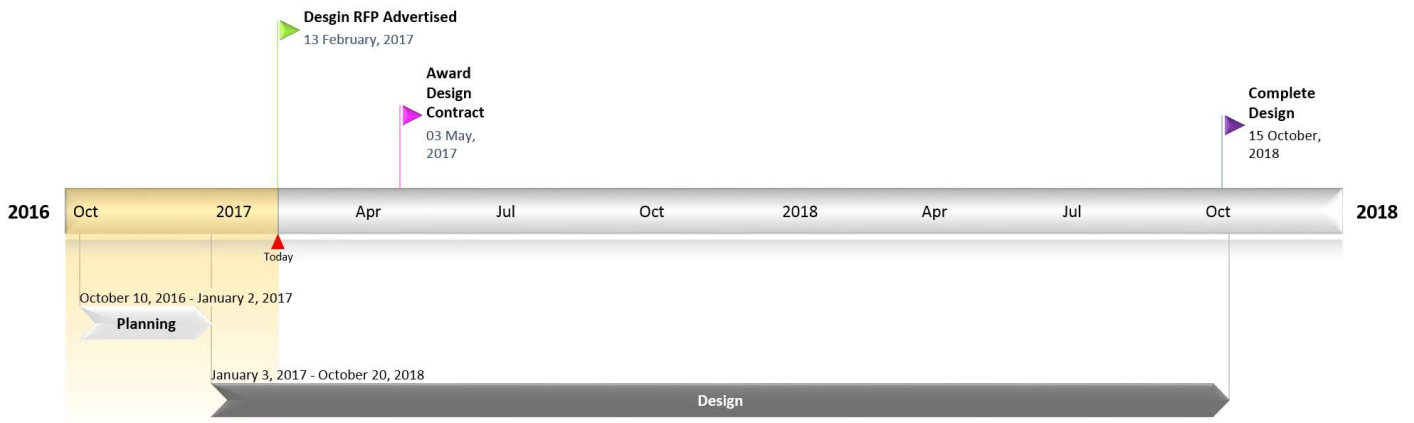 Desgin RFP Advertised
13 February, 2017
Award
Design
Contract
03 May,
2017
Complete
Design
15 October,
2018
2016 Oct 2017 Apr Jul Oct 2018 Apr Jul Oct 2018
Today
October 10, 2016 - January 2, 2017
Planning
January 3, 2017 - October 20, 2018
Design